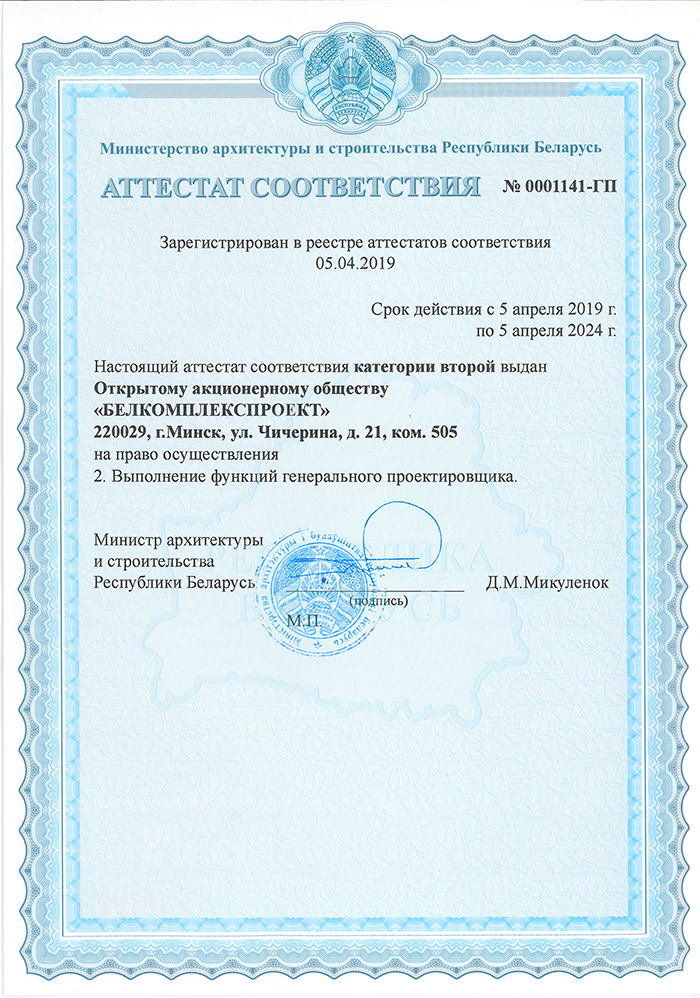 РЭСПУБЛІКА
БЕЛАРУСЬ
Министерство архитектуры и строительства Республики Беларусь
АТТЕСТАТ СООТВЕТСТВИЯ № 0001141-ГП
Зарегистрирован в реестре аттестатов соответствия
05.04.2019
Срок действия с 5 апреля 2019 г.
по 5 апреля 2024 г.
Настоящий аттестат соответствия категории второй выдан
Открытому акционерному обществу
«БЕЛКОМПЛЕКСПРОЕКТ»
220029, г.Минск, ул. Чичерина, д. 21, ком. 505
на право осуществления
2. Выполнение функций генерального проектировщика.
Министр архитектуры
и строительства
Республики Беларусь
Д.М.Микуленок
(подпись)
М.П.